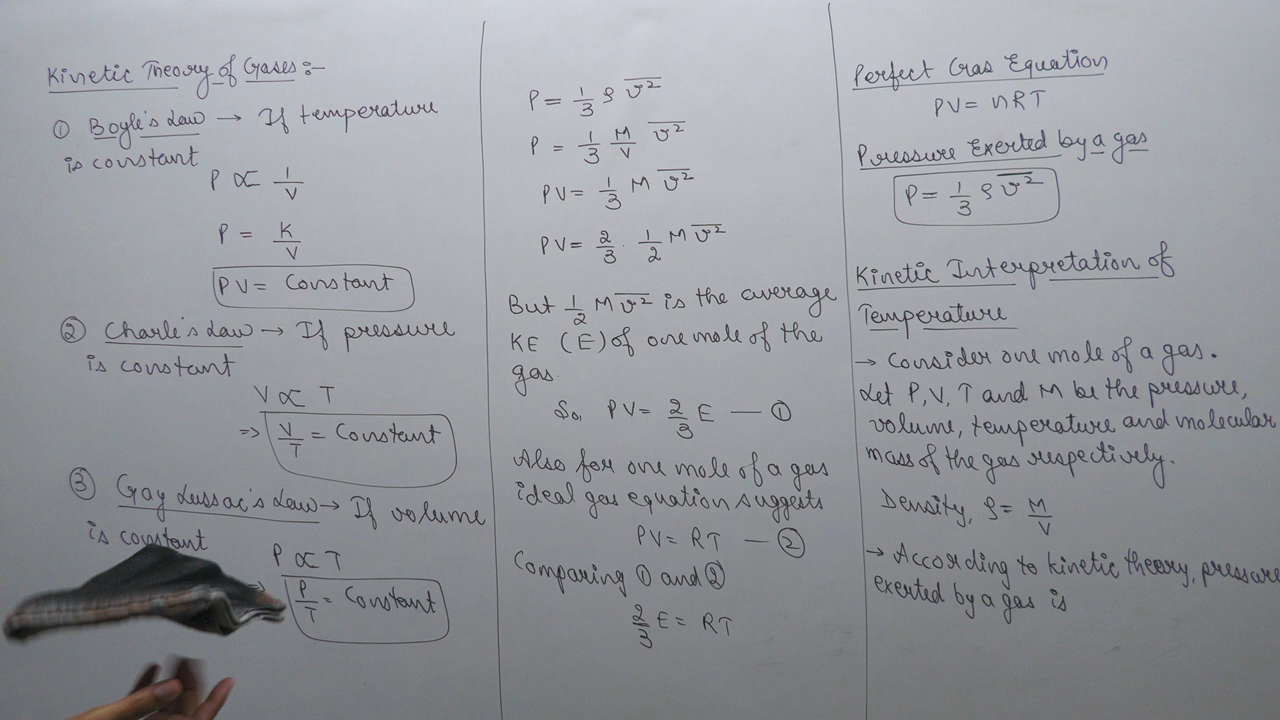 Kinetic Theory of Gases :-
① Boyle's Law → If temperature
is constant
P ∝ 1/V
P = K/V
PV = Constant
② Charle's Law → If pressure
is constant
V ∝ T
⇒ V/T = Constant
③ Gay Lussac's Law → If volume
is constant
P ∝ T
P/T = Constant
P = 1/3 ρ v̅²
P = 1/3 M/V v̅²
PV = 1/3 M v̅²
PV = 2/3 · 1/2 M v̅²
But 1/2 M v̅² is the average
KE (E) of one mole of the
gas.
So, PV = 2/3 E — ①
Also for one mole of a gas
ideal gas equation suggests
PV = RT — ②
Comparing ① and ②
2/3 E = RT
Perfect Gas Equation
PV = nRT
Pressure Exerted by a gas
P = 1/3 ρ v̅²
Kinetic Interpretation of
Temperature
→ Consider one mole of a gas.
Let P, V, T and M be the pressure,
volume, temperature and molecular
mass of the gas respectively.
Density, ρ = M/V
→ According to kinetic theory, pressure
exerted by a gas is